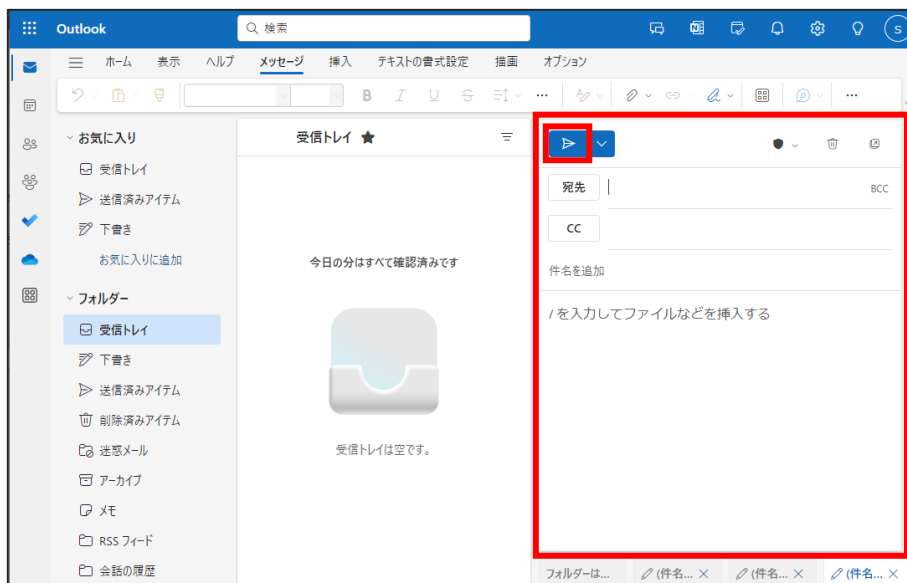 Outlook
検索
S
ホーム 表示 ヘルプ メッセージ 挿入 テキストの書式設定 描画 オプション
B I U S
お気に入り
受信トレイ
送信済みアイテム
下書き
お気に入りに追加
フォルダー
受信トレイ
下書き
送信済みアイテム
削除済みアイテム
迷惑メール
アーカイブ
メモ
RSS フィード
会話の履歴
受信トレイ
今日の分はすべて確認済みです
受信トレイは空です。
宛先
BCC
CC
件名を追加
/ を入力してファイルなどを挿入する
フォルダーは... (件名... (件名... (件名...